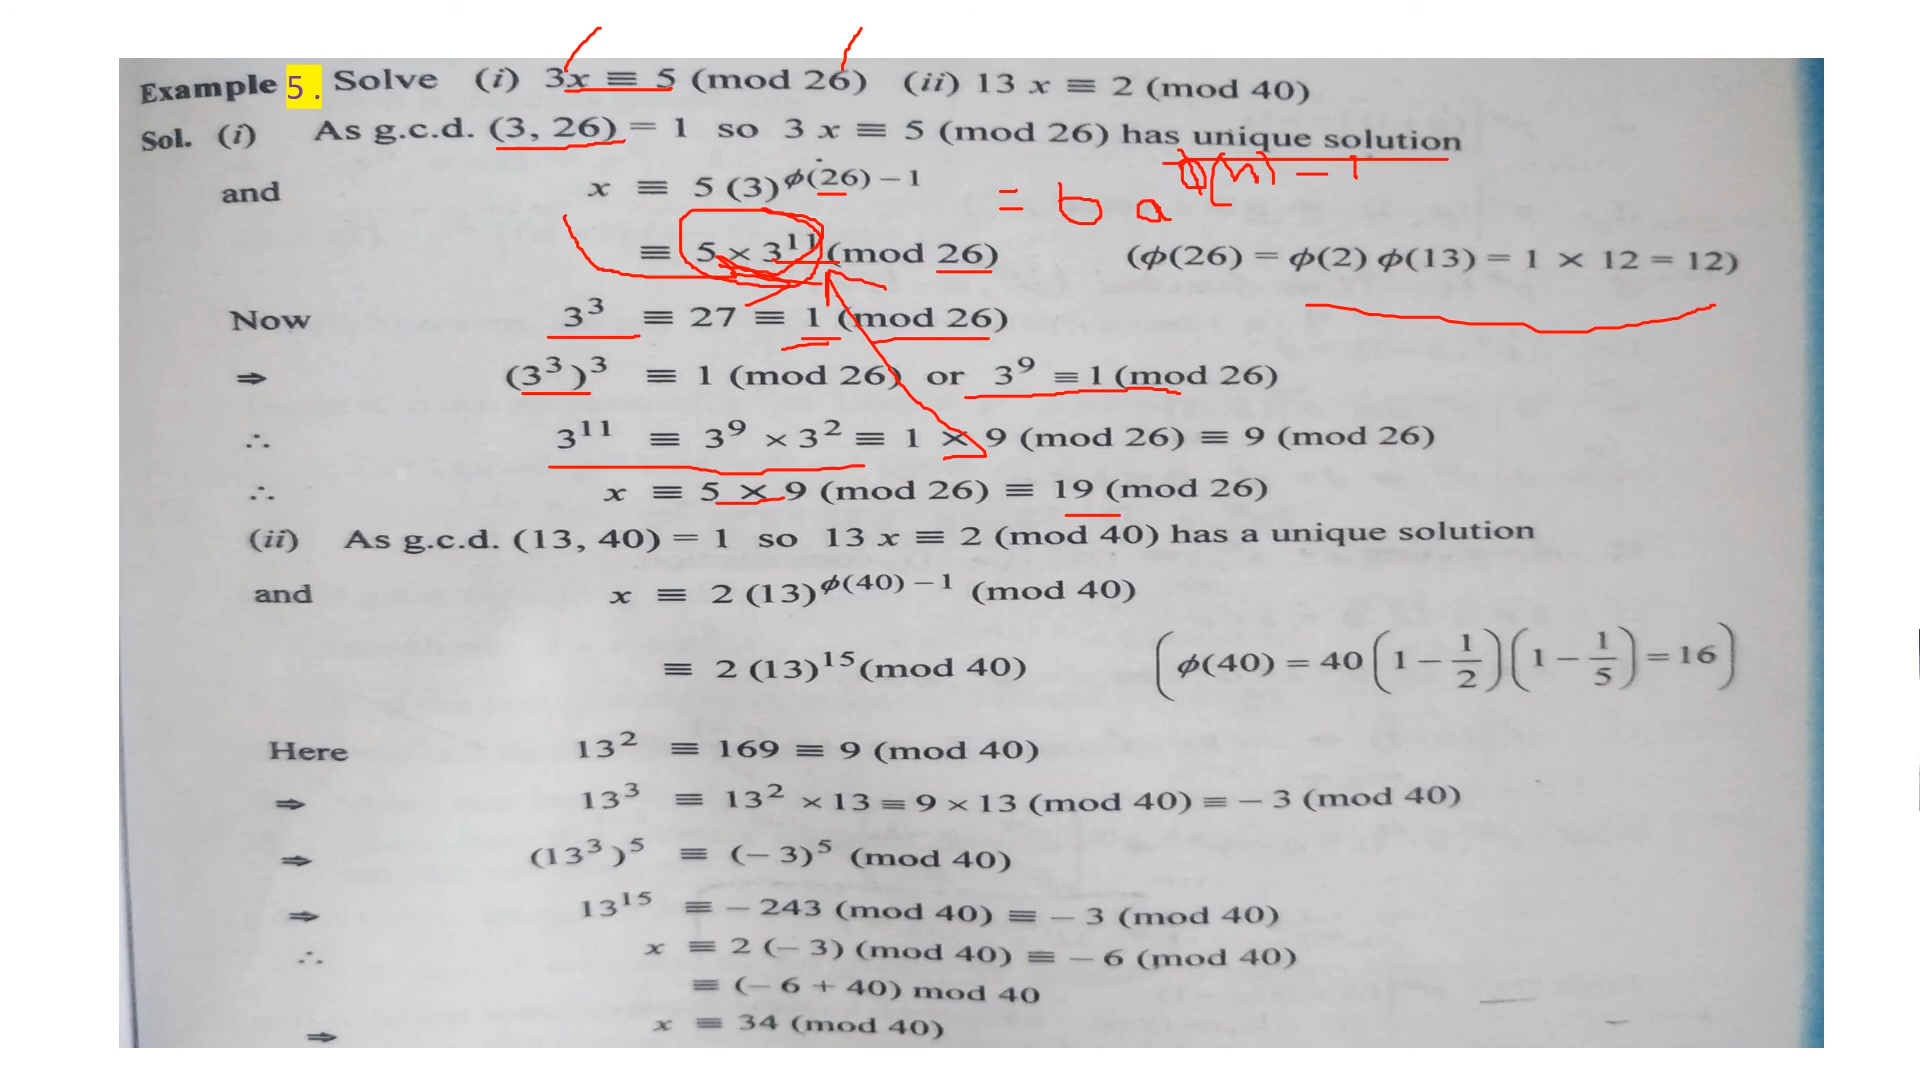 Example 5. Solve (i) 3x ≡ 5 (mod 26) (ii) 13 x ≡ 2 (mod 40)
Sol. (i) As g.c.d. (3, 26) = 1 so 3 x ≡ 5 (mod 26) has unique solution
and x ≡ 5 (3)^{ϕ(26) – 1} = b a^{ϕ(n) – 1}
≡ 5 × 3^{11} (mod 26) (ϕ(26) = ϕ(2) ϕ(13) = 1 × 12 = 12)
Now 3^3 ≡ 27 ≡ 1 (mod 26)
⇒ (3^3)^3 ≡ 1 (mod 26) or 3^9 ≡ 1 (mod 26)
∴ 3^{11} ≡ 3^9 × 3^2 ≡ 1 × 9 (mod 26) ≡ 9 (mod 26)
∴ x ≡ 5 × 9 (mod 26) ≡ 19 (mod 26)
(ii) As g.c.d. (13, 40) = 1 so 13 x ≡ 2 (mod 40) has a unique solution
and x ≡ 2 (13)^{ϕ(40) – 1} (mod 40)
≡ 2 (13)^{15} (mod 40) (ϕ(40) = 40 (1 – 1/2) (1 – 1/5) = 16)
Here 13^2 ≡ 169 ≡ 9 (mod 40)
⇒ 13^3 ≡ 13^2 × 13 ≡ 9 × 13 (mod 40) ≡ – 3 (mod 40)
⇒ (13^3)^5 ≡ (– 3)^5 (mod 40)
⇒ 13^{15} ≡ – 243 (mod 40) ≡ – 3 (mod 40)
∴ x ≡ 2 (– 3) (mod 40) ≡ – 6 (mod 40)
≡ (– 6 + 40) mod 40
⇒ x ≡ 34 (mod 40)